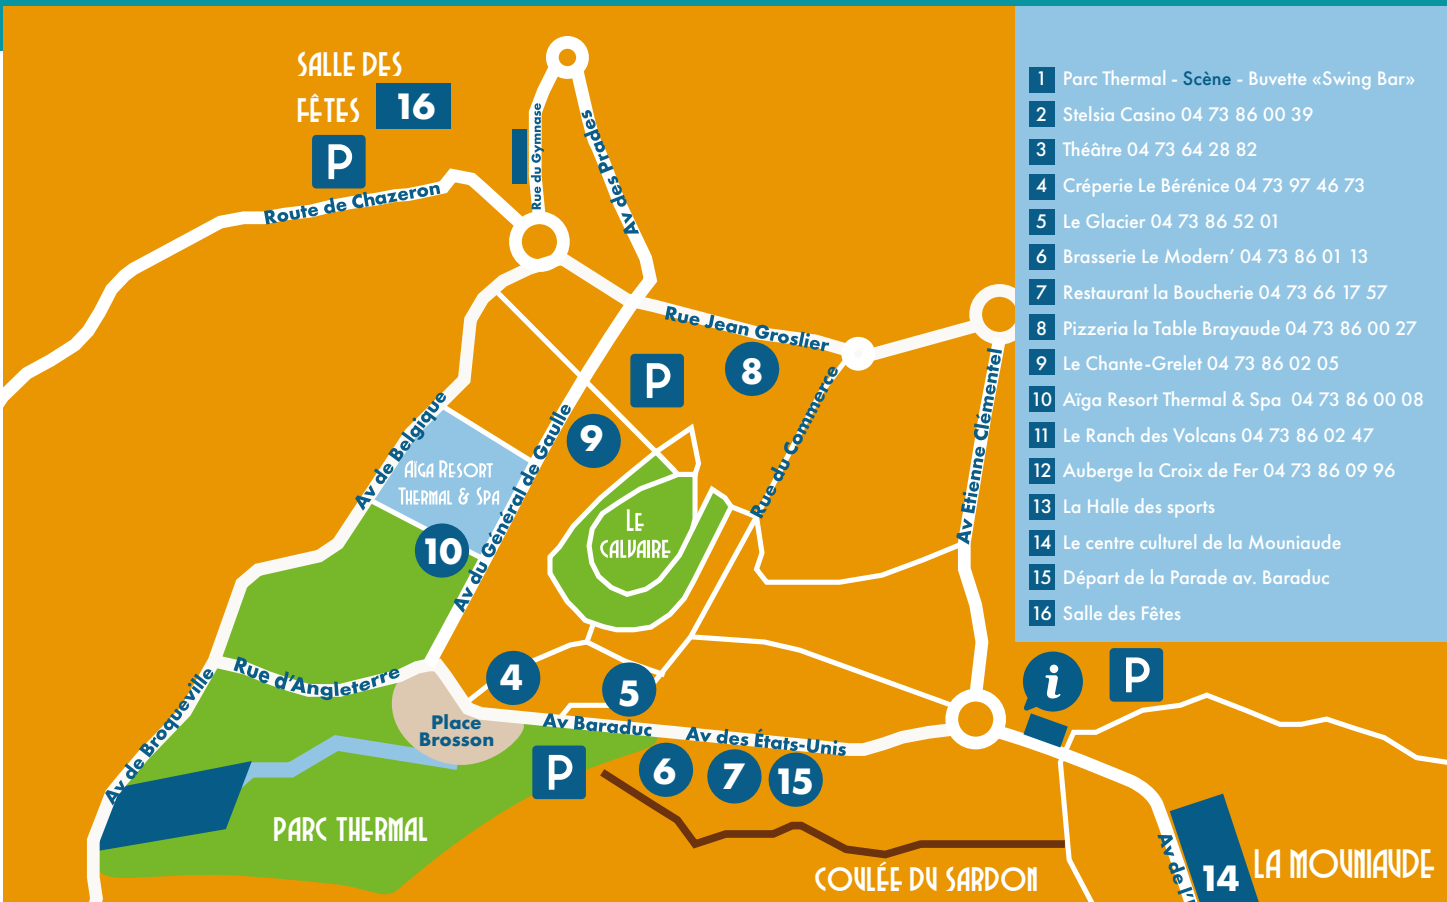 SALLE DES
FÊTES 16
P
Route de Chazeron
Rue du Gymnase
Av des Prades
Rue Jean Groslier
8
P
9
Rue du Commerce
Av Etienne Clémentel
Av de Belgique
AÏGA RESORT
THERMAL & SPA
10
Av du Général de Gaulle
LE
CALVAIRE
Rue d'Angleterre
4
5
Av de Broqueville
Place
Brosson
Av Baraduc
Av des États-Unis
P
6
7
15
i
P
PARC THERMAL
COULÉE DU SARDON
Av de l'
14
LA MOUNIAUDE
1 Parc Thermal - Scène - Buvette «Swing Bar»
2 Stelsia Casino 04 73 86 00 39
3 Théâtre 04 73 64 28 82
4 Créperie Le Bérénice 04 73 97 46 73
5 Le Glacier 04 73 86 52 01
6 Brasserie Le Modern’ 04 73 86 01 13
7 Restaurant la Boucherie 04 73 66 17 57
8 Pizzeria la Table Brayaude 04 73 86 00 27
9 Le Chante-Grelet 04 73 86 02 05
10 Aïga Resort Thermal & Spa 04 73 86 00 08
11 Le Ranch des Volcans 04 73 86 02 47
12 Auberge la Croix de Fer 04 73 86 09 96
13 La Halle des sports
14 Le centre culturel de la Mouniaude
15 Départ de la Parade av. Baraduc
16 Salle des Fêtes